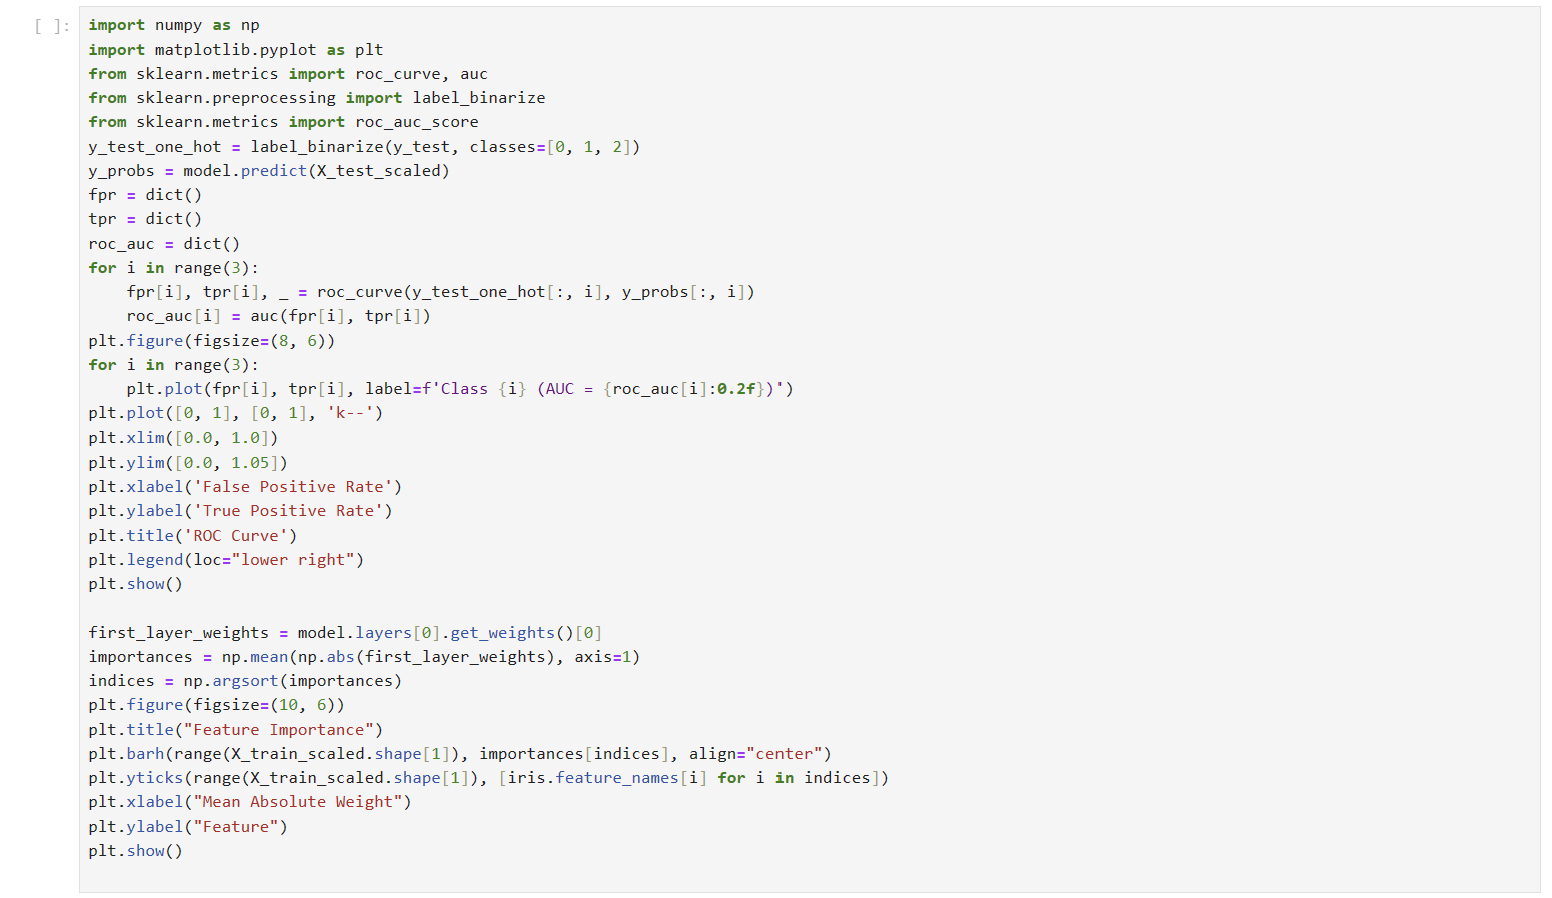 [ ]:
import numpy as np
import matplotlib.pyplot as plt
from sklearn.metrics import roc_curve, auc
from sklearn.preprocessing import label_binarize
from sklearn.metrics import roc_auc_score
y_test_one_hot = label_binarize(y_test, classes=[0, 1, 2])
y_probs = model.predict(X_test_scaled)
fpr = dict()
tpr = dict()
roc_auc = dict()
for i in range(3):
    fpr[i], tpr[i], _ = roc_curve(y_test_one_hot[:, i], y_probs[:, i])
    roc_auc[i] = auc(fpr[i], tpr[i])
plt.figure(figsize=(8, 6))
for i in range(3):
    plt.plot(fpr[i], tpr[i], label=f'Class {i} (AUC = {roc_auc[i]:0.2f})')
plt.plot([0, 1], [0, 1], 'k--')
plt.xlim([0.0, 1.0])
plt.ylim([0.0, 1.05])
plt.xlabel('False Positive Rate')
plt.ylabel('True Positive Rate')
plt.title('ROC Curve')
plt.legend(loc="lower right")
plt.show()

first_layer_weights = model.layers[0].get_weights()[0]
importances = np.mean(np.abs(first_layer_weights), axis=1)
indices = np.argsort(importances)
plt.figure(figsize=(10, 6))
plt.title("Feature Importance")
plt.barh(range(X_train_scaled.shape[1]), importances[indices], align="center")
plt.yticks(range(X_train_scaled.shape[1]), [iris.feature_names[i] for i in indices])
plt.xlabel("Mean Absolute Weight")
plt.ylabel("Feature")
plt.show()